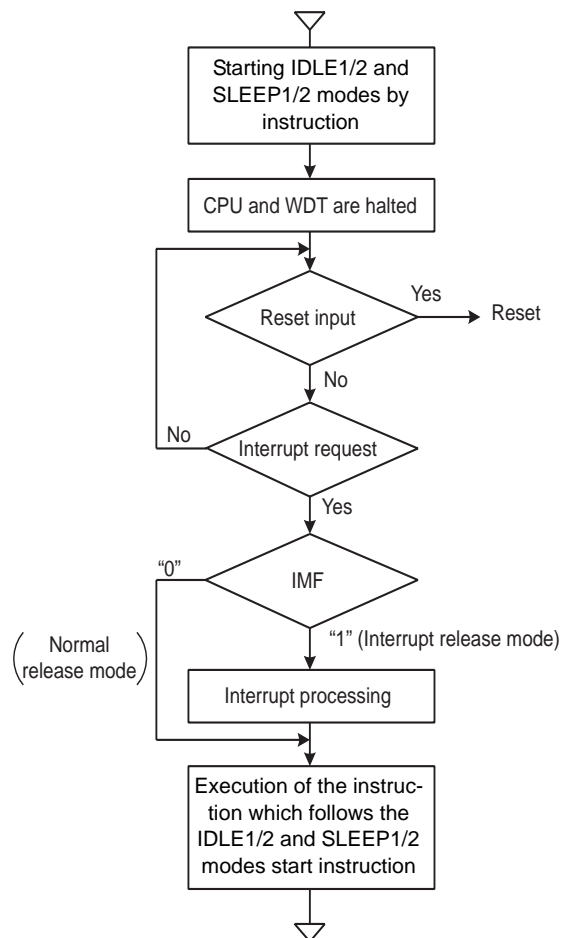 Starting IDLE1/2 and
SLEEP1/2 modes by
instruction
CPU and WDT are halted
Reset input
Yes
Reset
No
Interrupt request
No
Yes
IMF
“0”
“1” (Interrupt release mode)
(Normal
release mode)
Interrupt processing
Execution of the instruc-
tion which follows the
IDLE1/2 and SLEEP1/2
modes start instruction